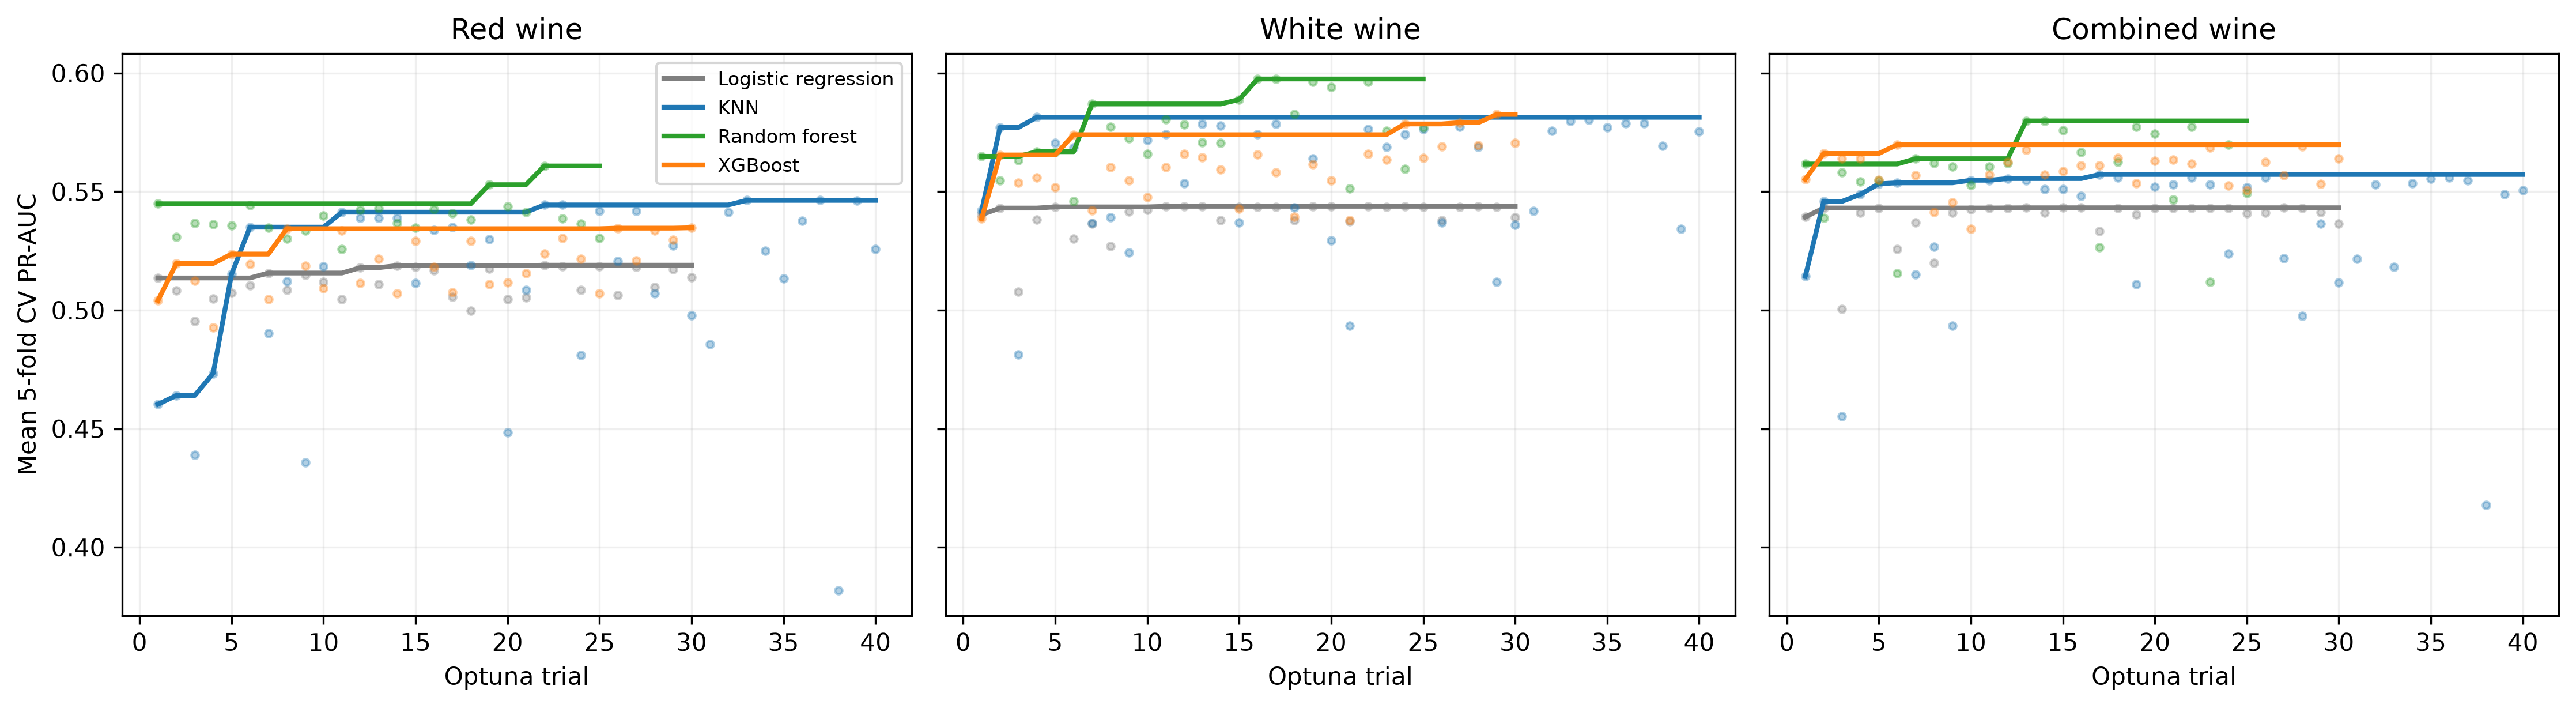 Red wine
White wine
Combined wine
Mean 5-fold CV PR-AUC
0.60
0.55
0.50
0.45
0.40
Logistic regression
KNN
Random forest
XGBoost
0 5 10 15 20 25 30 35 40
0 5 10 15 20 25 30 35 40
0 5 10 15 20 25 30 35 40
Optuna trial
Optuna trial
Optuna trial